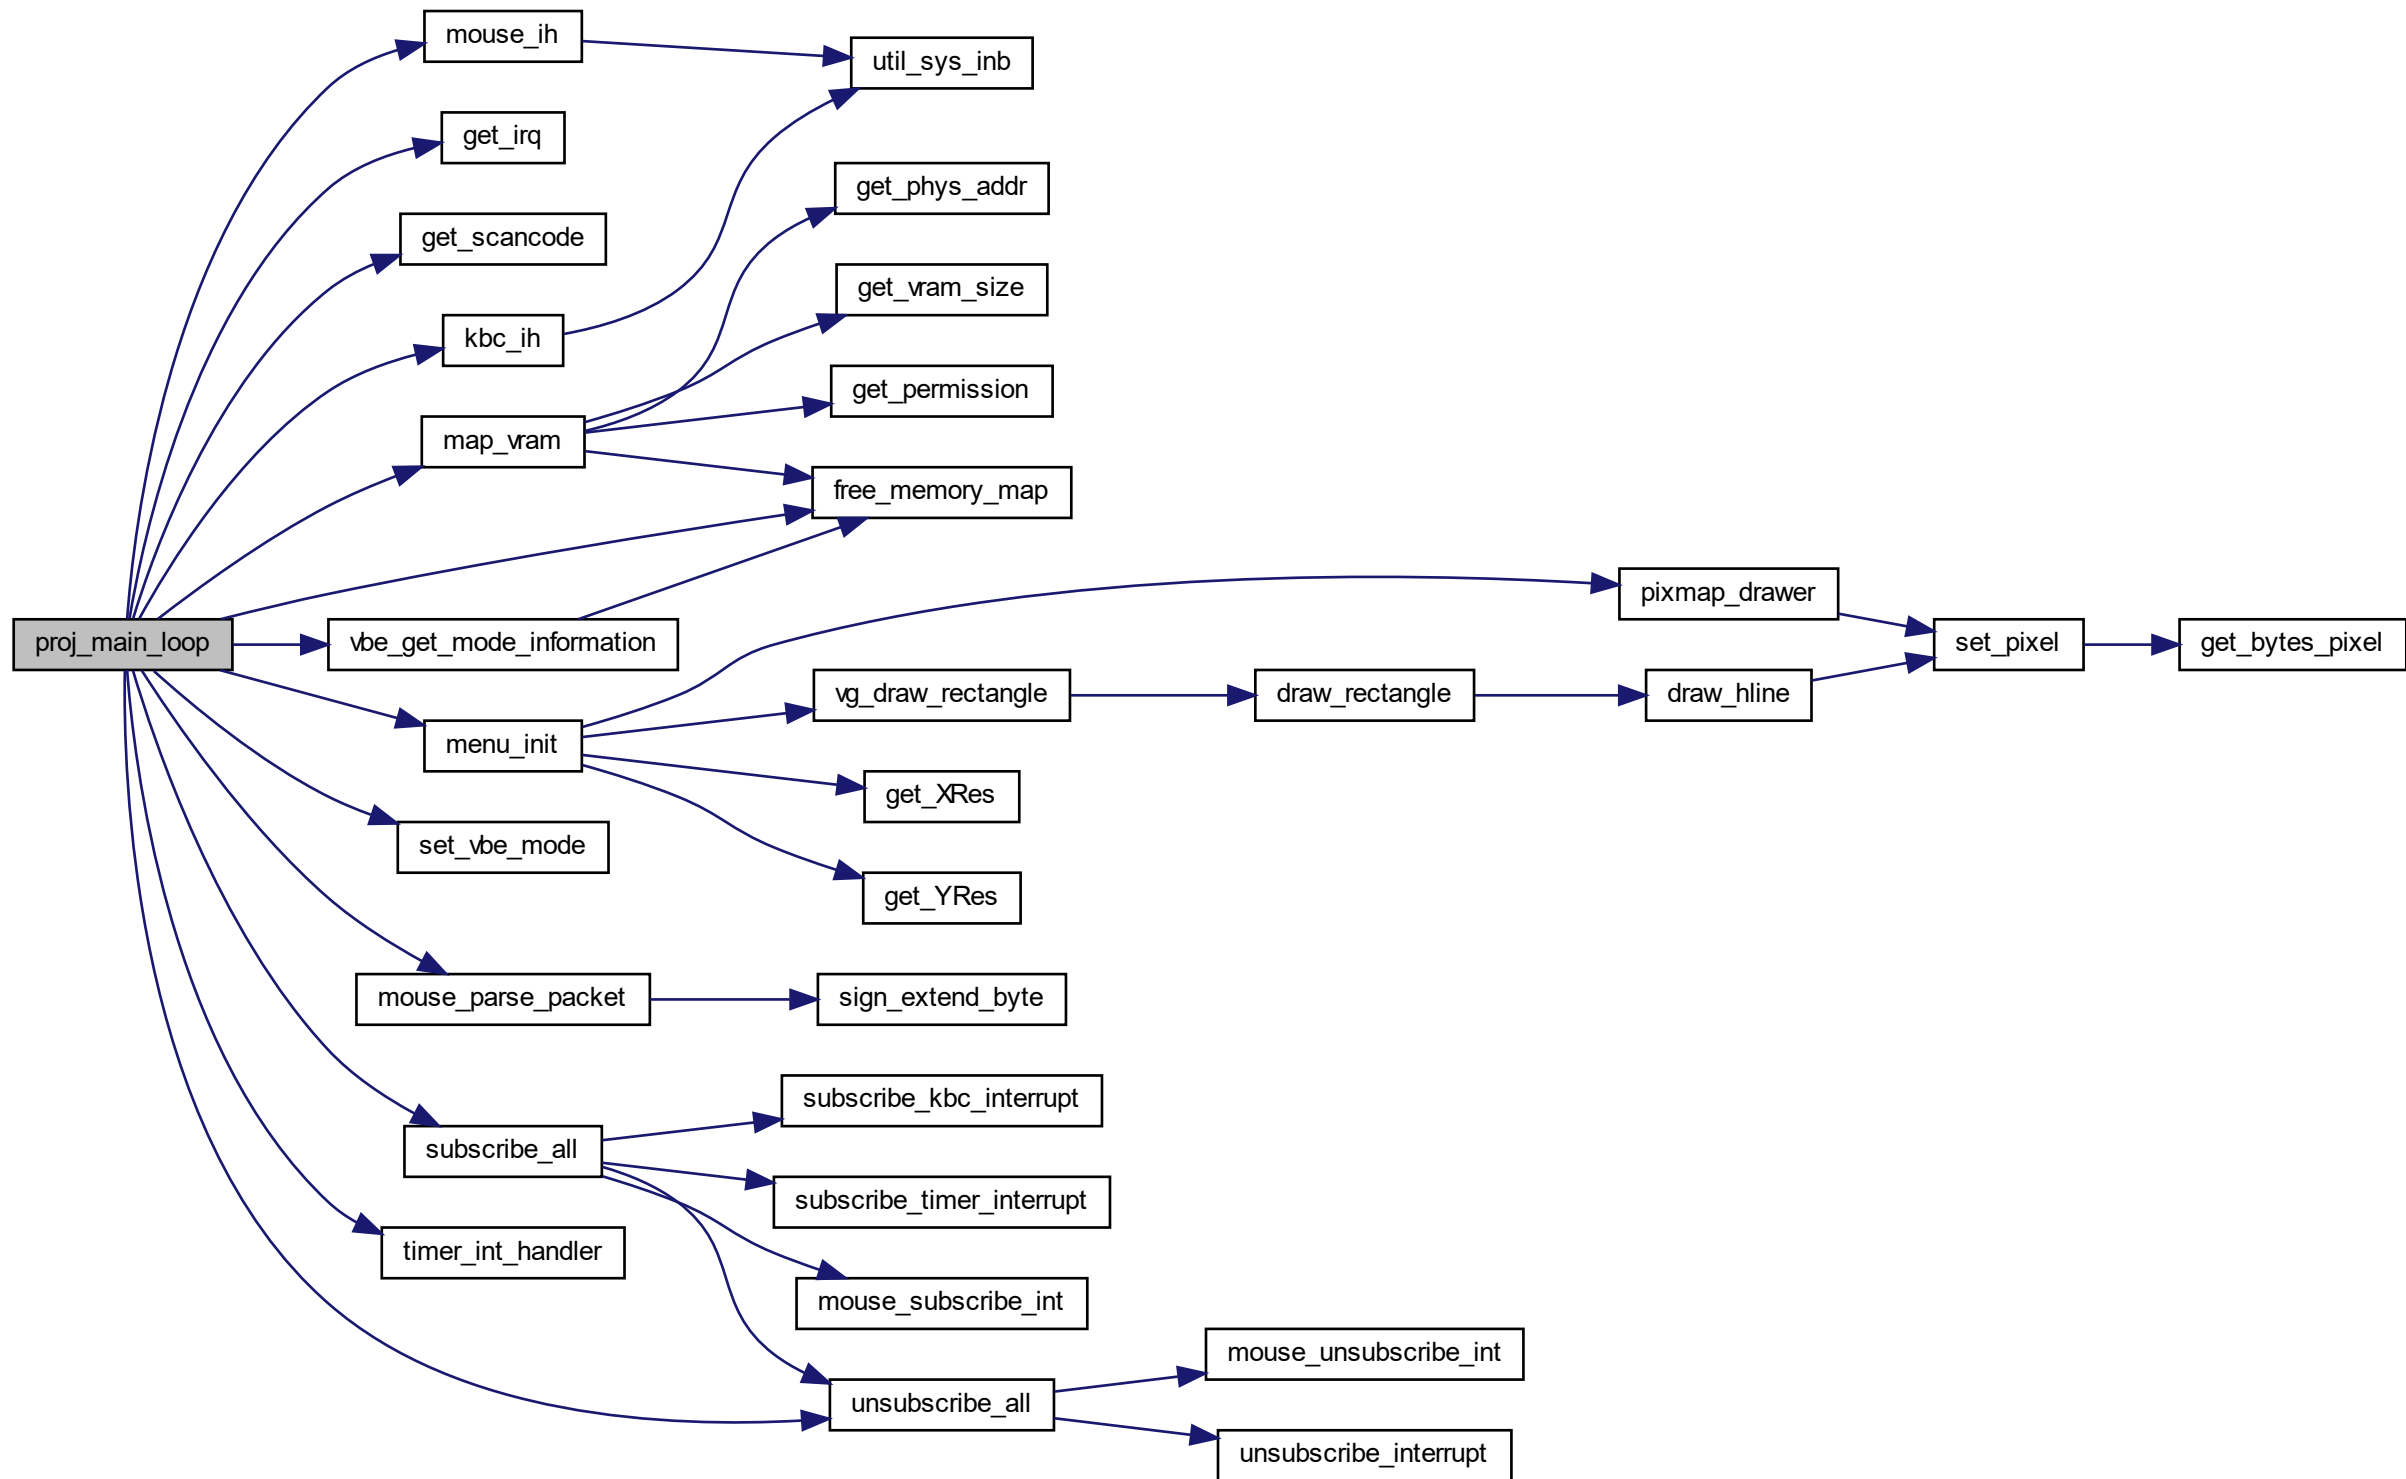 mouse_ih
util_sys_inb
get_irq
get_phys_addr
get_scancode
get_vram_size
kbc_ih
get_permission
map_vram
free_memory_map
pixmap_drawer
proj_main_loop
vbe_get_mode_information
set_pixel
get_bytes_pixel
vg_draw_rectangle
draw_rectangle
draw_hline
menu_init
get_XRes
set_vbe_mode
get_YRes
mouse_parse_packet
sign_extend_byte
subscribe_kbc_interrupt
subscribe_all
subscribe_timer_interrupt
timer_int_handler
mouse_subscribe_int
mouse_unsubscribe_int
unsubscribe_all
unsubscribe_interrupt